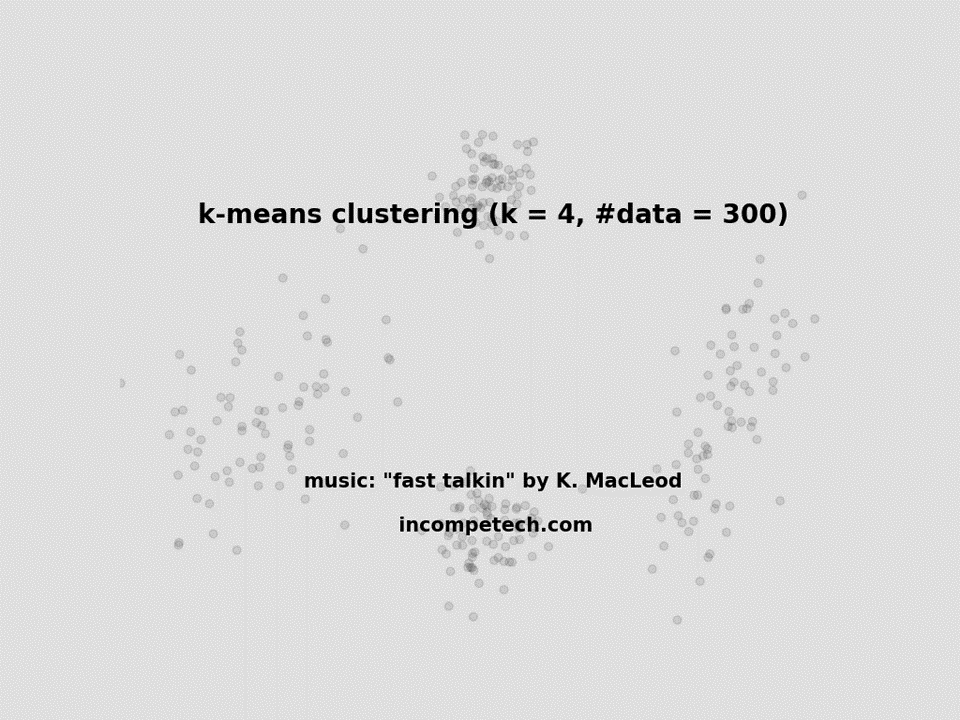 k-means clustering (k = 4, #data = 300)
music: "fast talkin" by K. MacLeod
incompetech.com